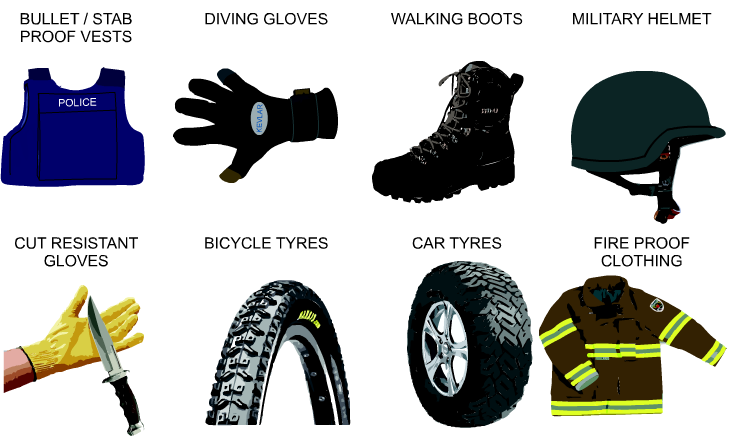 BULLET / STAB
PROOF VESTS
DIVING GLOVES
WALKING BOOTS
MILITARY HELMET
POLICE
KEVLAR
CUT RESISTANT
GLOVES
BICYCLE TYRES
CAR TYRES
FIRE PROOF
CLOTHING